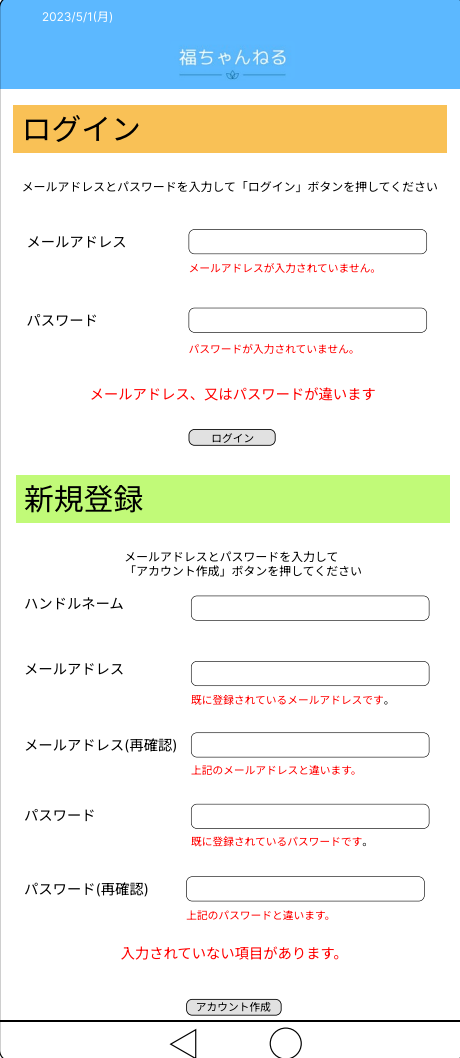 2023/5/1(月)
福ちゃんねる
ログイン
メールアドレスとパスワードを入力して「ログイン」ボタンを押してください
メールアドレス
メールアドレスが入力されていません。
パスワード
パスワードが入力されていません。
メールアドレス、又はパスワードが違います
ログイン
新規登録
メールアドレスとパスワードを入力して
「アカウント作成」ボタンを押してください
ハンドルネーム
メールアドレス
既に登録されているメールアドレスです。
メールアドレス(再確認)
上記のメールアドレスと違います。
パスワード
既に登録されているパスワードです。
パスワード(再確認)
上記のパスワードと違います。
入力されていない項目があります。
アカウント作成